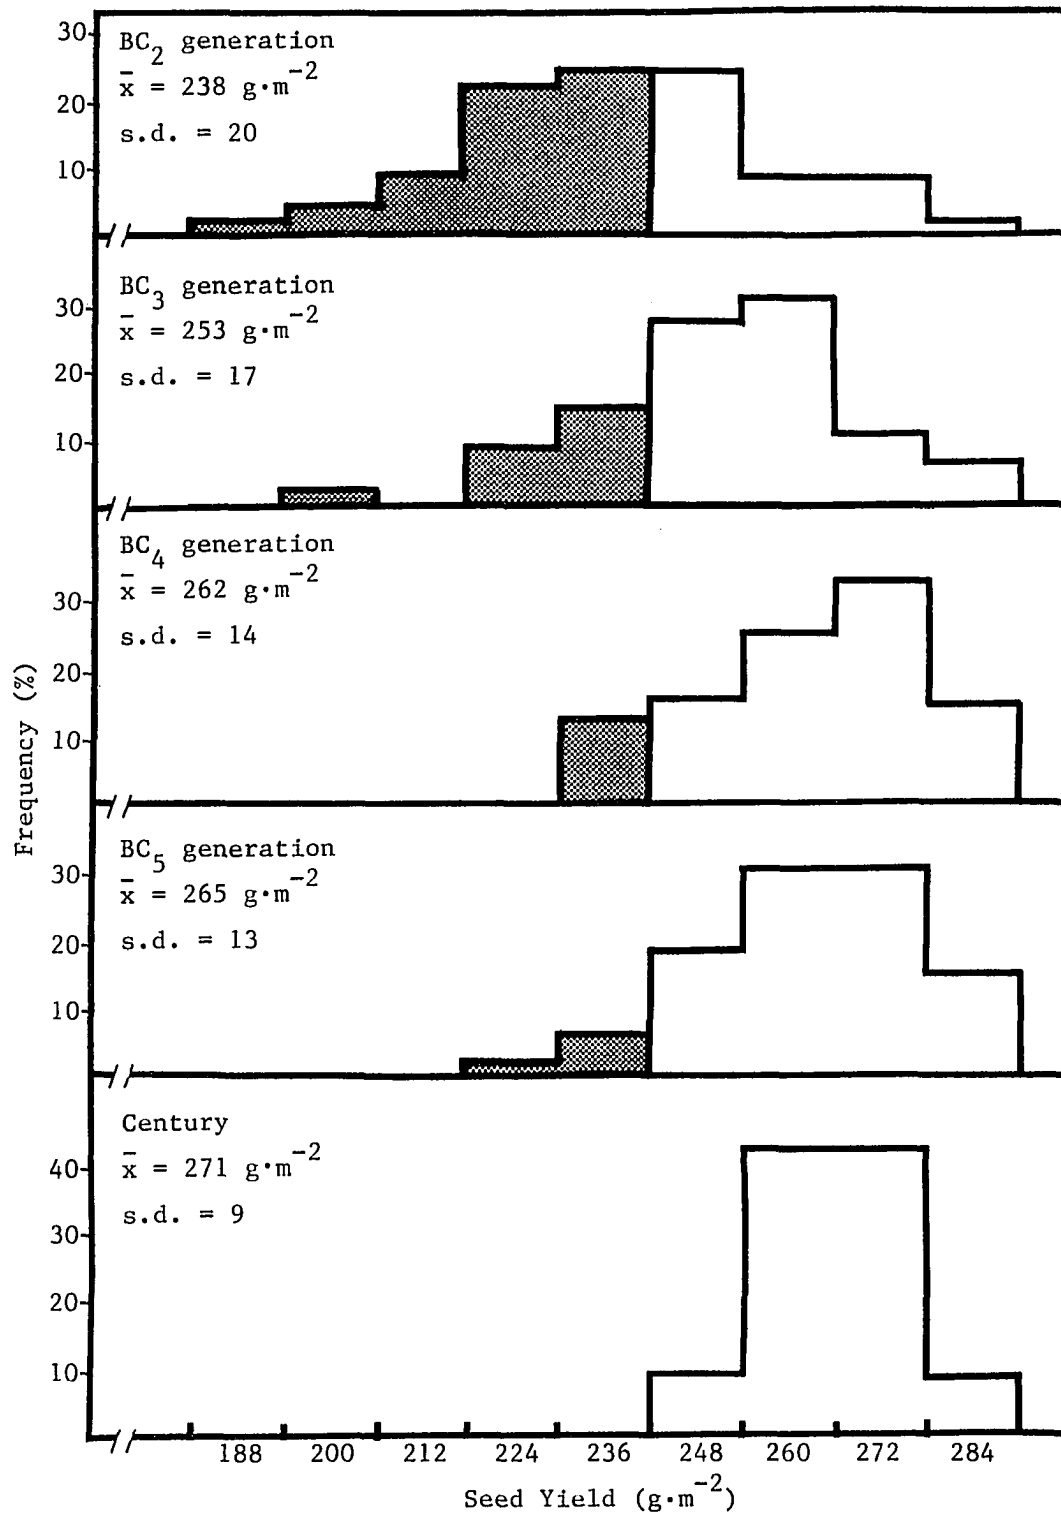 30
20
10
BC₂ generation
x̄ = 238 g·m⁻²
s.d. = 20
30
20
10
BC₃ generation
x̄ = 253 g·m⁻²
s.d. = 17
30
20
10
BC₄ generation
x̄ = 262 g·m⁻²
s.d. = 14
Frequency (%)
30
20
10
BC₅ generation
x̄ = 265 g·m⁻²
s.d. = 13
40
30
20
10
Century
x̄ = 271 g·m⁻²
s.d. = 9
188 200 212 224 236 248 260 272 284
Seed Yield (g·m⁻²)